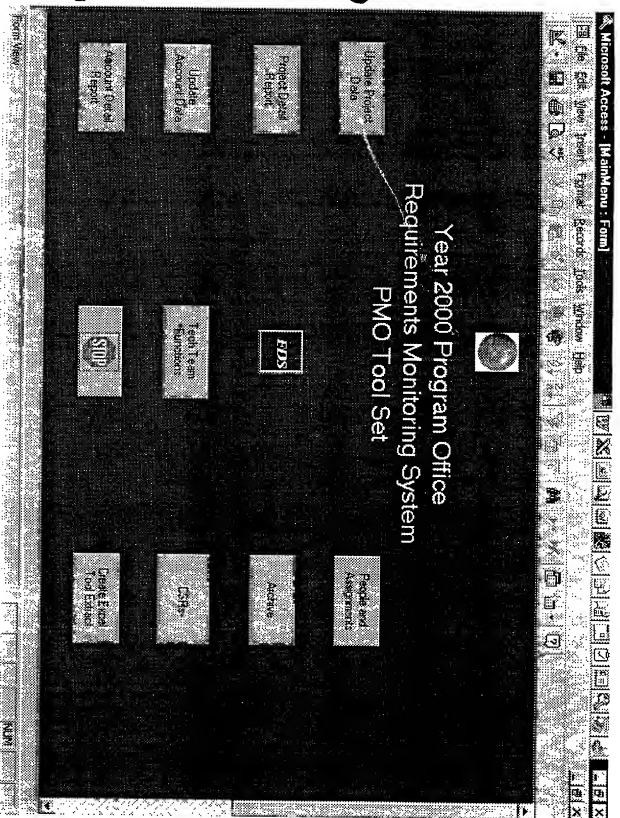 Microsoft Access - [MainMenu : Form]
File Edit View Insert Format Records Tools Window Help
Year 2000 Program Office
Requirements Monitoring System
PMO Tool Set
Update Project
Data
Project Detail
Report
Update
Account Data
Account Detail
Report
EDS
Tech Team
Functions
STOP
People and
Assignments
Archive
CSRs
Create Excel
Tool Extract
Form View
NUM